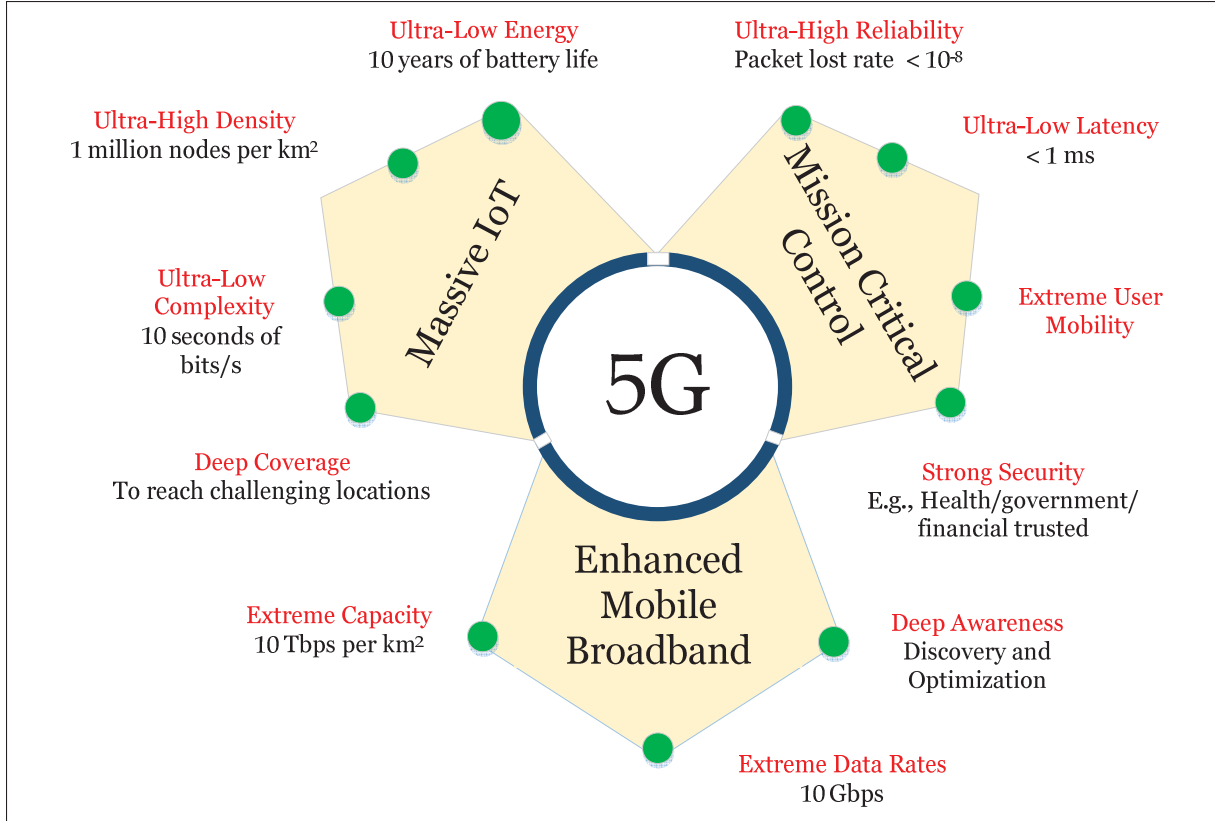 Ultra-Low Energy
10 years of battery life
Ultra-High Reliability
Packet lost rate < 10⁻⁸
Ultra-High Density
1 million nodes per km²
Ultra-Low Latency
< 1 ms
Massive IoT
Mission Critical
Control
Ultra-Low
Complexity
10 seconds of
bits/s
Extreme User
Mobility
5G
Deep Coverage
To reach challenging locations
Strong Security
E.g., Health/government/
financial trusted
Enhanced
Mobile
Broadband
Extreme Capacity
10 Tbps per km²
Deep Awareness
Discovery and
Optimization
Extreme Data Rates
10 Gbps